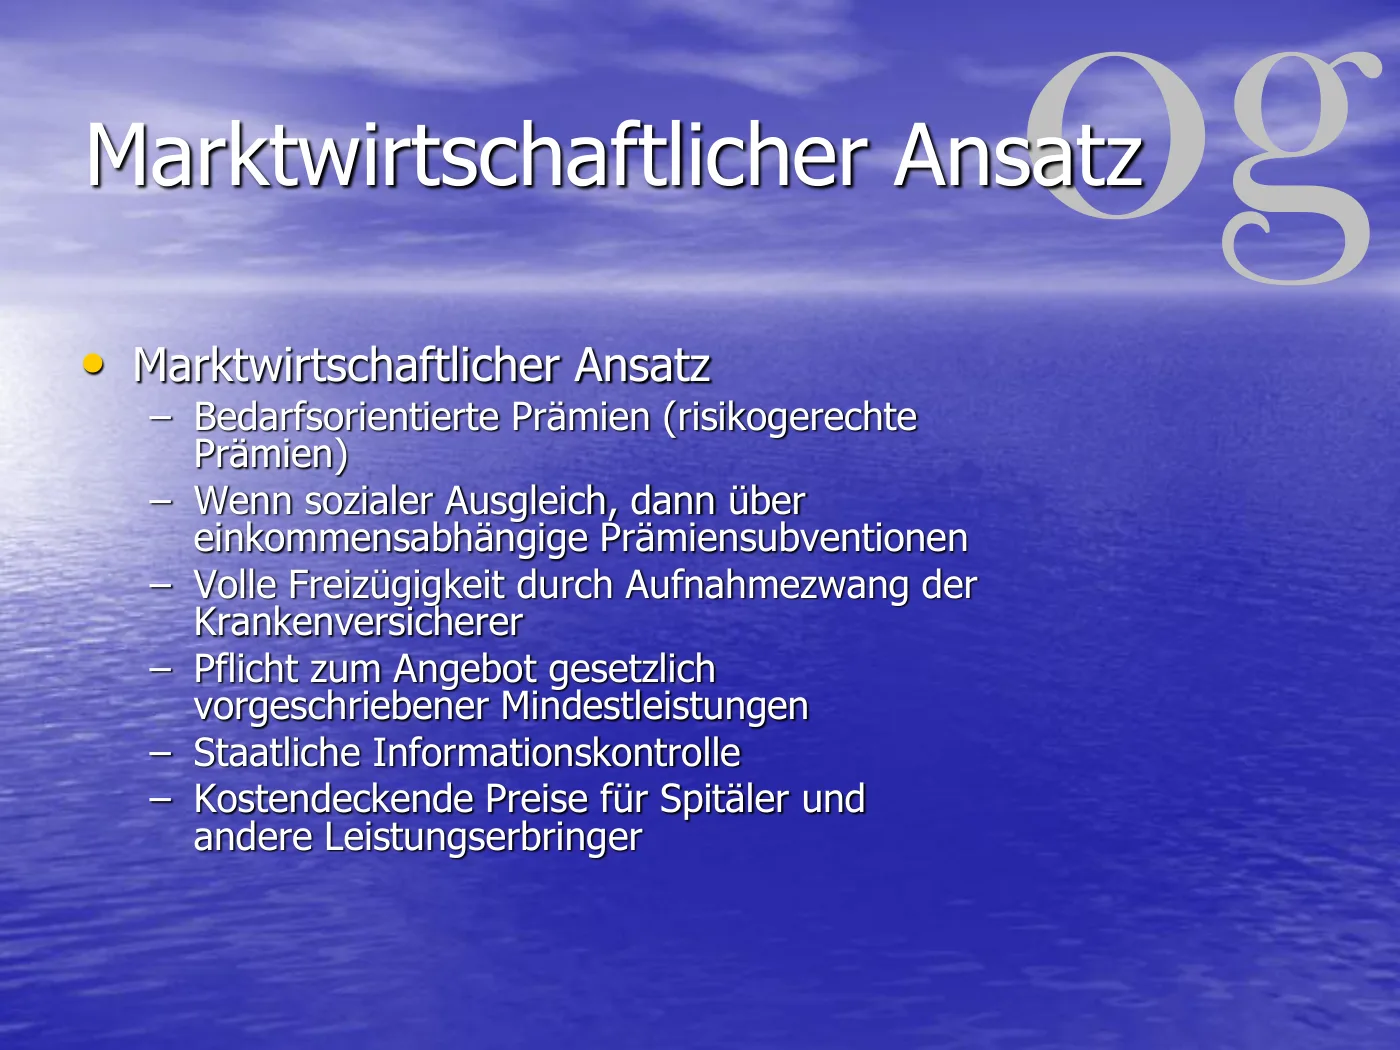 og
Marktwirtschaftlicher Ansatz
• Marktwirtschaftlicher Ansatz
– Bedarfsorientierte Prämien (risikogerechte
Prämien)
– Wenn sozialer Ausgleich, dann über
einkommensabhängige Prämiensubventionen
– Volle Freizügigkeit durch Aufnahmezwang der
Krankenversicherer
– Pflicht zum Angebot gesetzlich
vorgeschriebener Mindestleistungen
– Staatliche Informationskontrolle
– Kostendeckende Preise für Spitäler und
andere Leistungserbringer